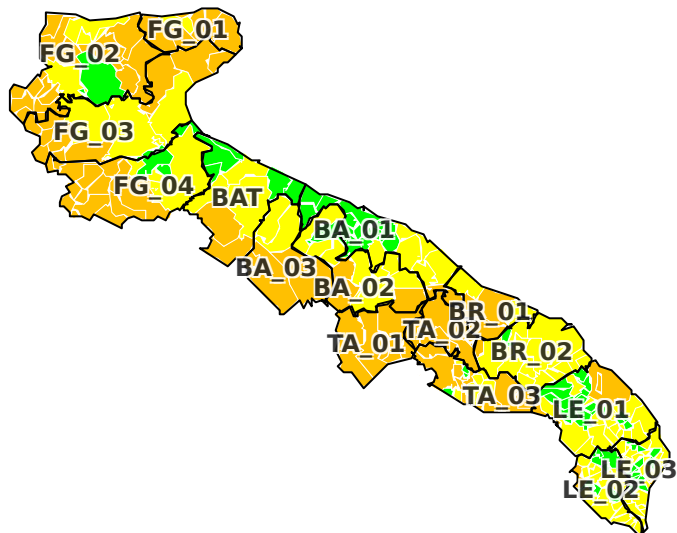 FG_01
FG_02
FG_03
FG_04
BAT
BA_01
BA_03
BA_02
BR_01
TA_02
TA_01
BR_02
TA_03
LE_01
LE_03
LE_02